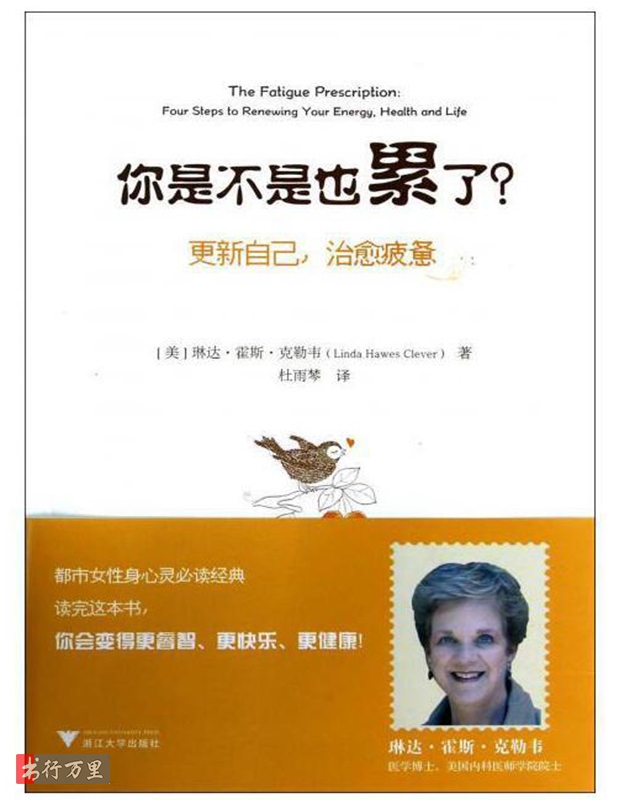 The Fatigue Prescription:
Four Steps to Renewing Your Energy, Health and Life
你是不是也累了?
更新自己，治愈疲惫
［美］琳达·霍斯·克勒韦（Linda Hawes Clever） 著
杜雨琴 译
都市女性身心灵必读经典
读完这本书，
你会变得更睿智、更快乐、更健康！
ZHEJIANG UNIVERSITY PRESS
浙江大学出版社
琳达·霍斯·克勒韦
医学博士、美国内科医师学院院士
书行万里